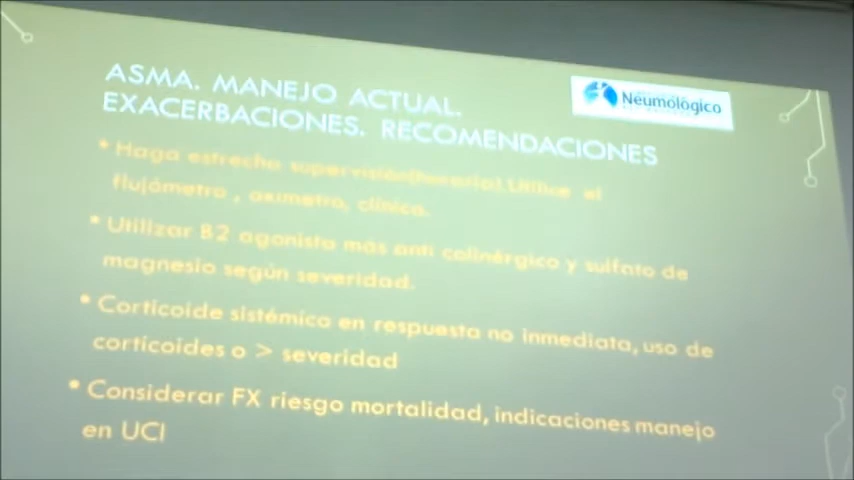 ASMA. MANEJO ACTUAL.
EXACERBACIONES. RECOMENDACIONES
Neumológico
• Haga estrecha supervisión(horaria).Utilice el
flujómetro , oximetro, clínica.
• Utilizar B2 agonista más anti colinérgico y sulfato de
magnesio según severidad.
• Corticoide sistémico en respuesta no inmediata, uso de
corticoides o > severidad
• Considerar FX riesgo mortalidad, indicaciones manejo
en UCI